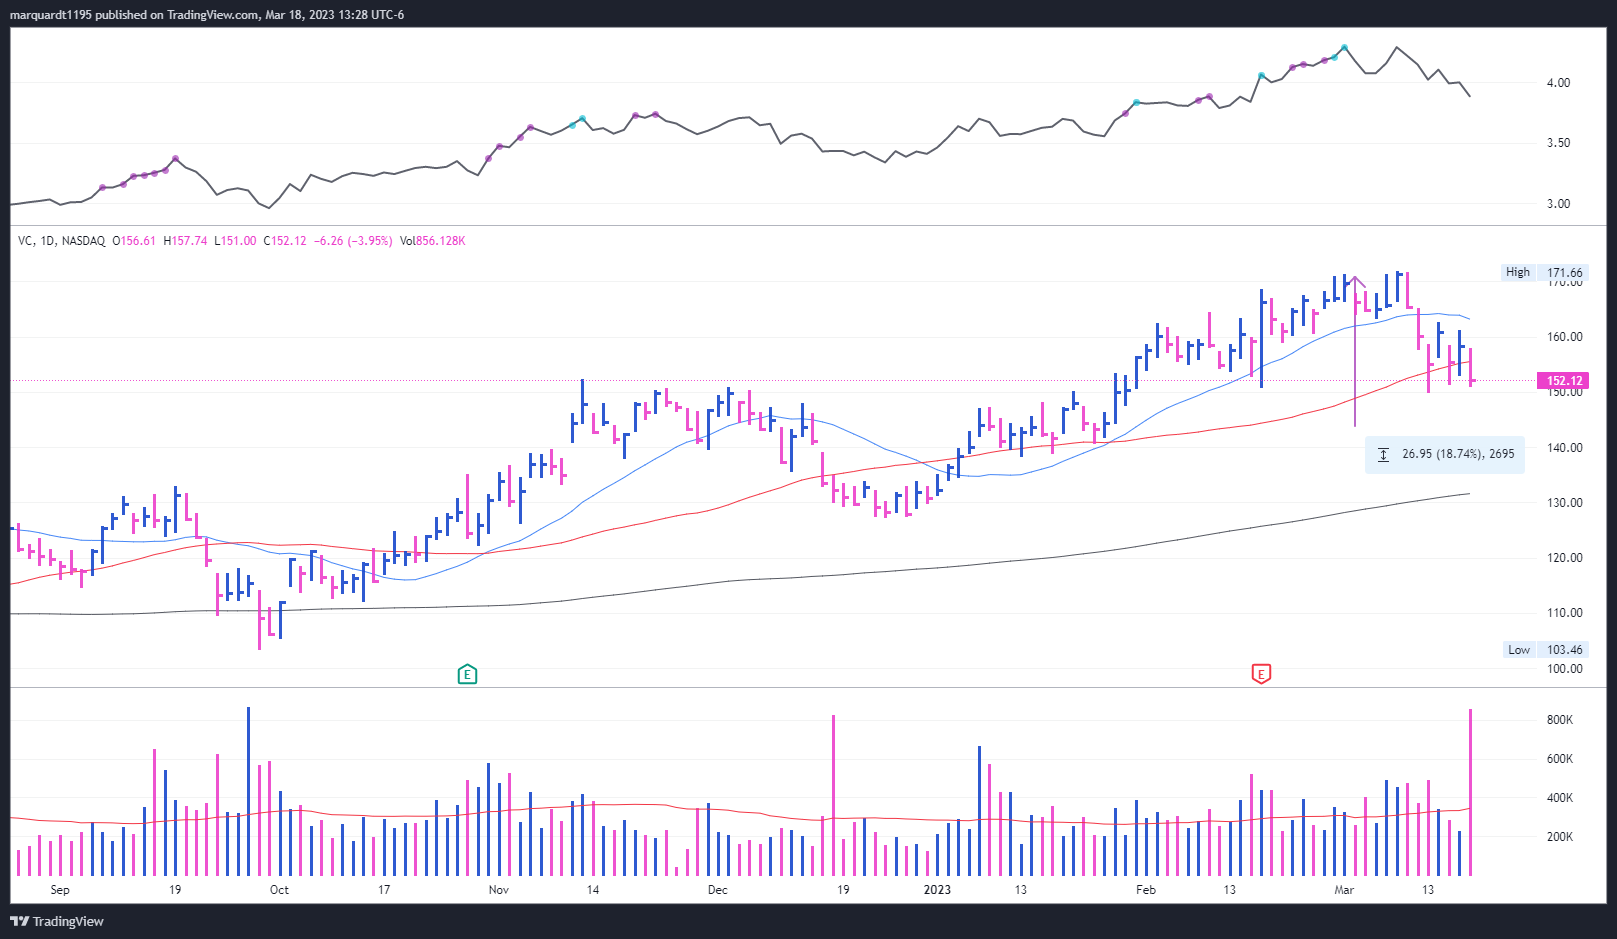 marquardt1195 published on TradingView.com, Mar 18, 2023 13:28 UTC-6
4.00
3.50
3.00
VC, 1D, NASDAQ O156.61 H157.74 L151.00 C152.12 −6.26 (−3.95%) Vol856.128K
High 171.66
170.00
160.00
152.12
150.00
140.00
26.95 (18.74%), 2695
130.00
120.00
110.00
Low 103.46
100.00
E E
800K
600K
400K
200K
Sep 19 Oct 17 Nov 14 Dec 19 2023 13 Feb 13 Mar 13
TradingView